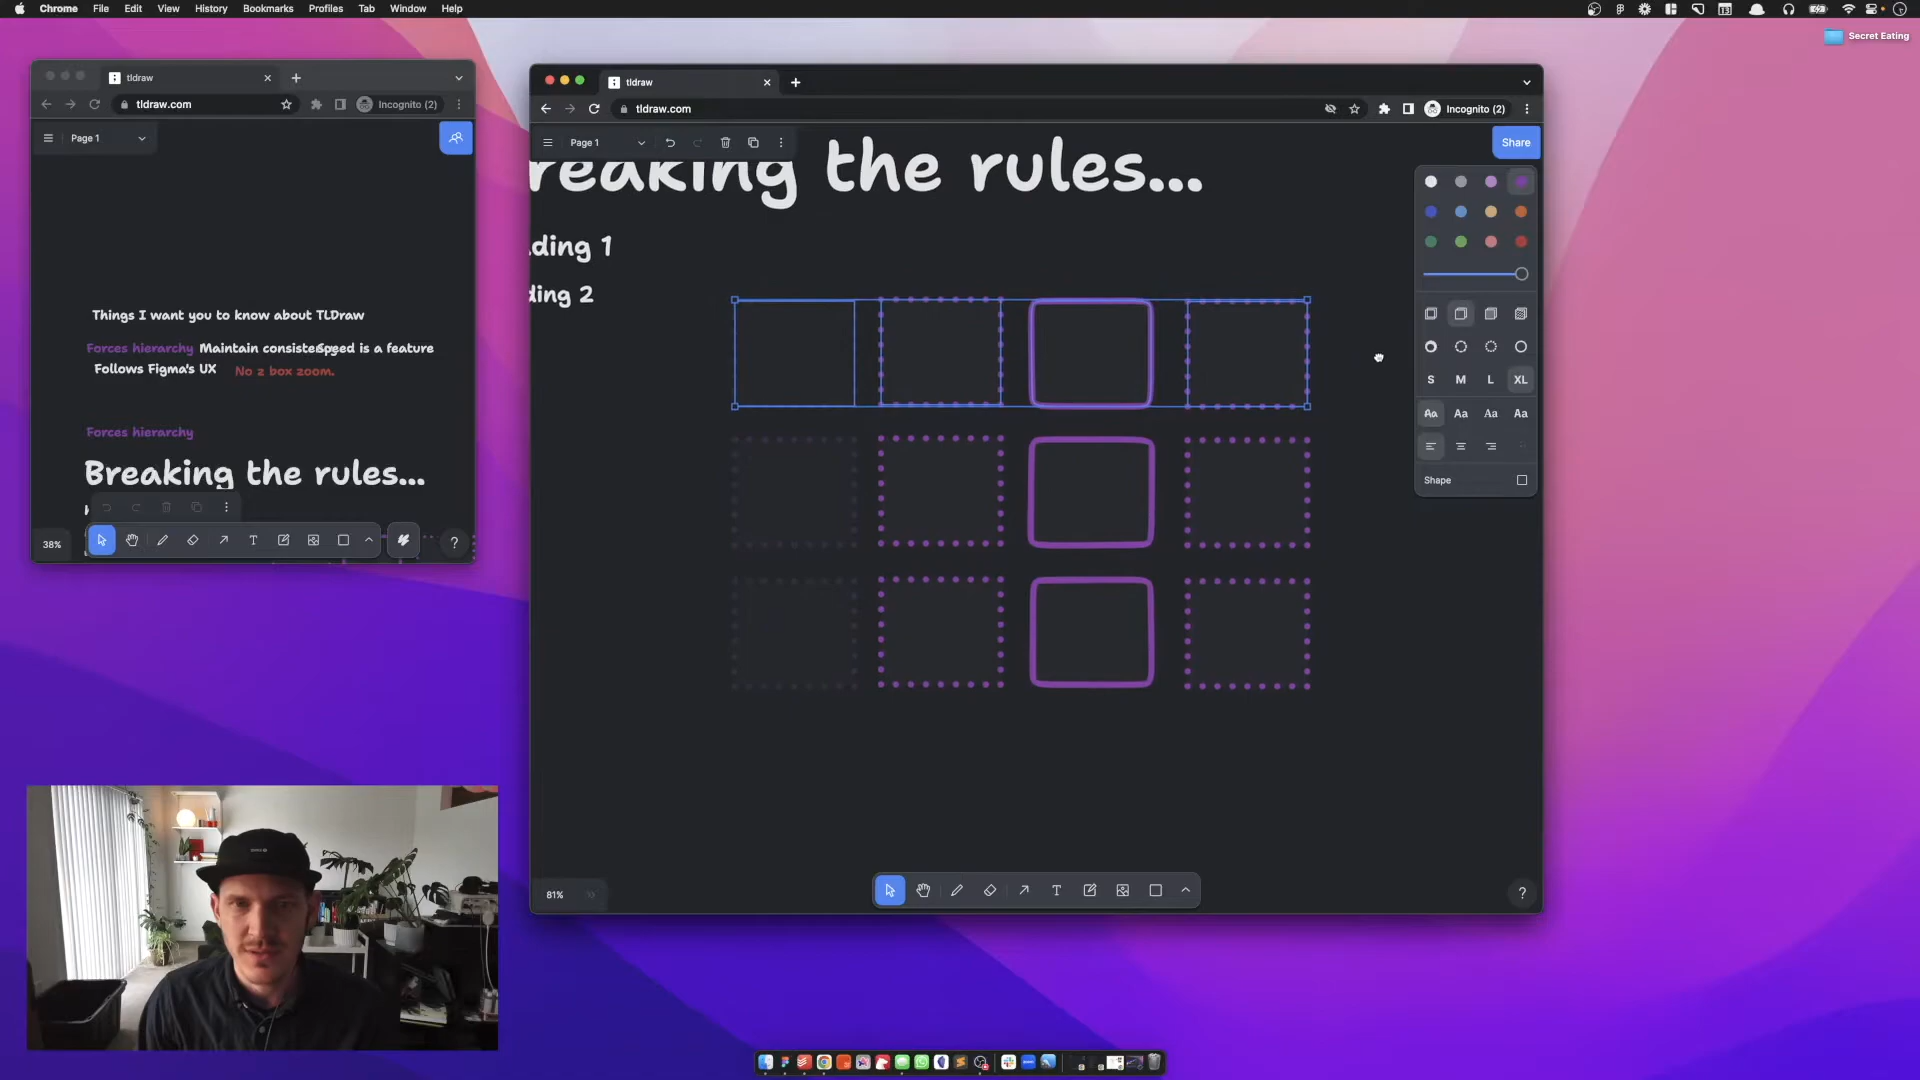 Chrome File Edit View History Bookmarks Profiles Tab Window Help
Secret Eating
tldraw
tldraw.com
Incognito (2)
Page 1
Things I want you to know about TLDraw
Forces hierarchy Maintain consistency Speed is a feature
Follows Figma's UX No z box zoom.
Forces hierarchy
Breaking the rules...
38%
?
tldraw
tldraw.com
Incognito (2)
Page 1
Share
reaking the rules...
ding 1
ding 2
S M L XL
Aa Aa Aa Aa
Shape
81%
?